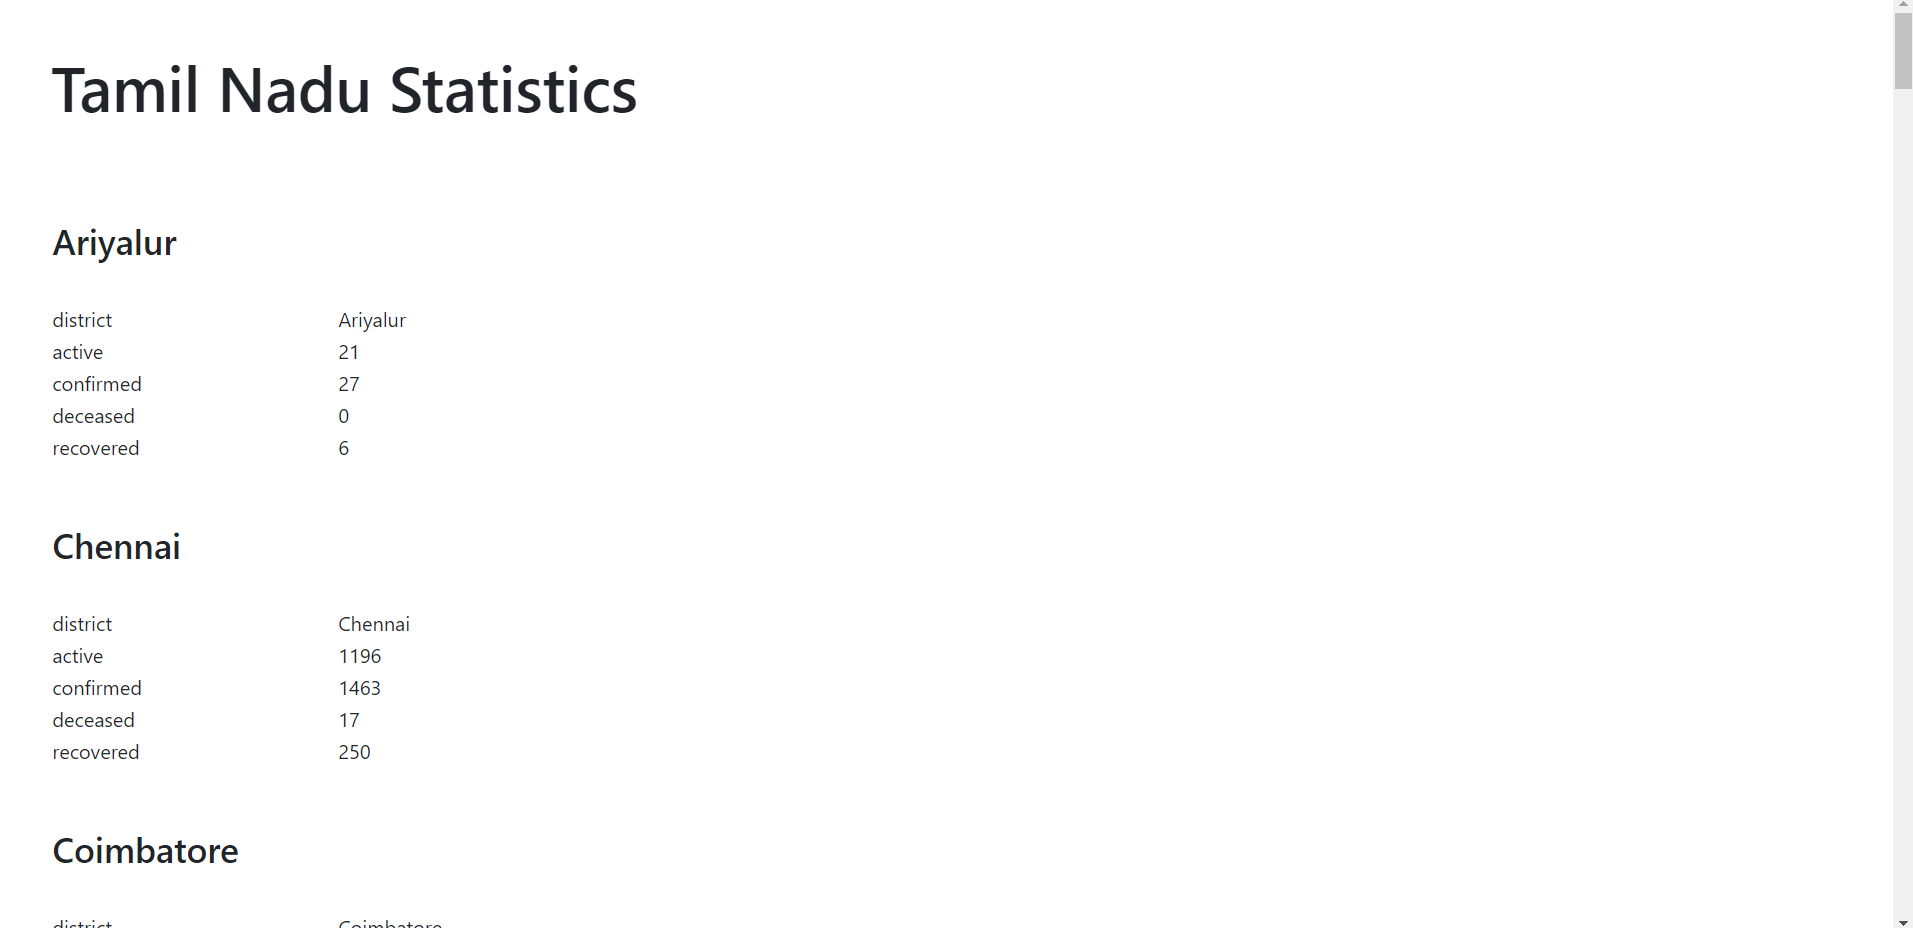 Tamil Nadu Statistics
Ariyalur
district Ariyalur
active 21
confirmed 27
deceased 0
recovered 6
Chennai
district Chennai
active 1196
confirmed 1463
deceased 17
recovered 250
Coimbatore
district Coimbatore